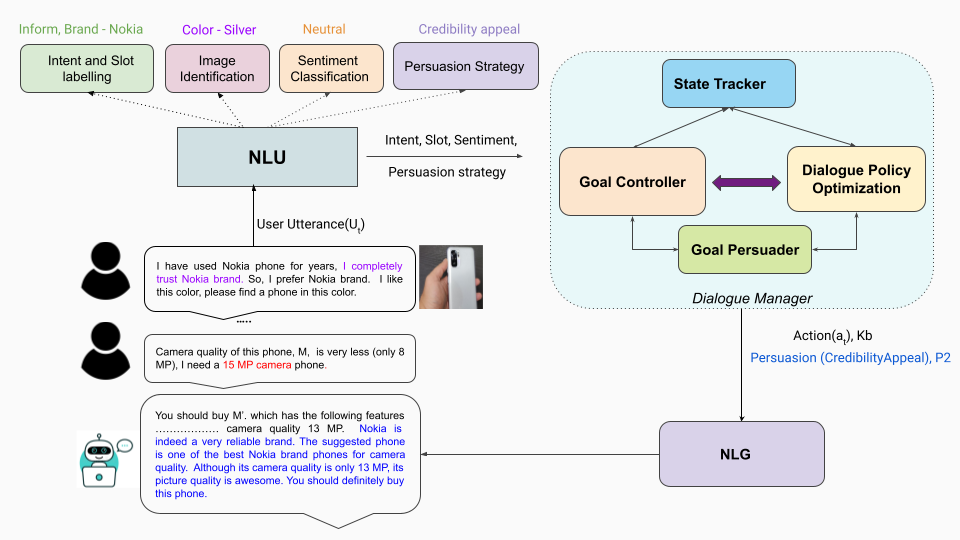 Inform, Brand - Nokia
Color - Silver
Neutral
Credibility appeal
Intent and Slot
labelling
Image
Identification
Sentiment
Classification
Persuasion Strategy
NLU
Intent, Slot, Sentiment,
Persuasion strategy
User Utterance(Ut)
I have used Nokia phone for years, I completely
trust Nokia brand. So, I prefer Nokia brand. I like
this color, please find a phone in this color.
.....
Camera quality of this phone, M, is very less (only 8
MP), I need a 15 MP camera phone.
You should buy M'. which has the following features
.................. camera quality 13 MP. Nokia is
indeed a very reliable brand. The suggested phone
is one of the best Nokia brand phones for camera
quality. Although its camera quality is only 13 MP, its
picture quality is awesome. You should definitely buy
this phone.
State Tracker
Goal Controller
Dialogue Policy
Optimization
Goal Persuader
Dialogue Manager
Action(at), Kb
Persuasion (CredibilityAppeal), P2
NLG